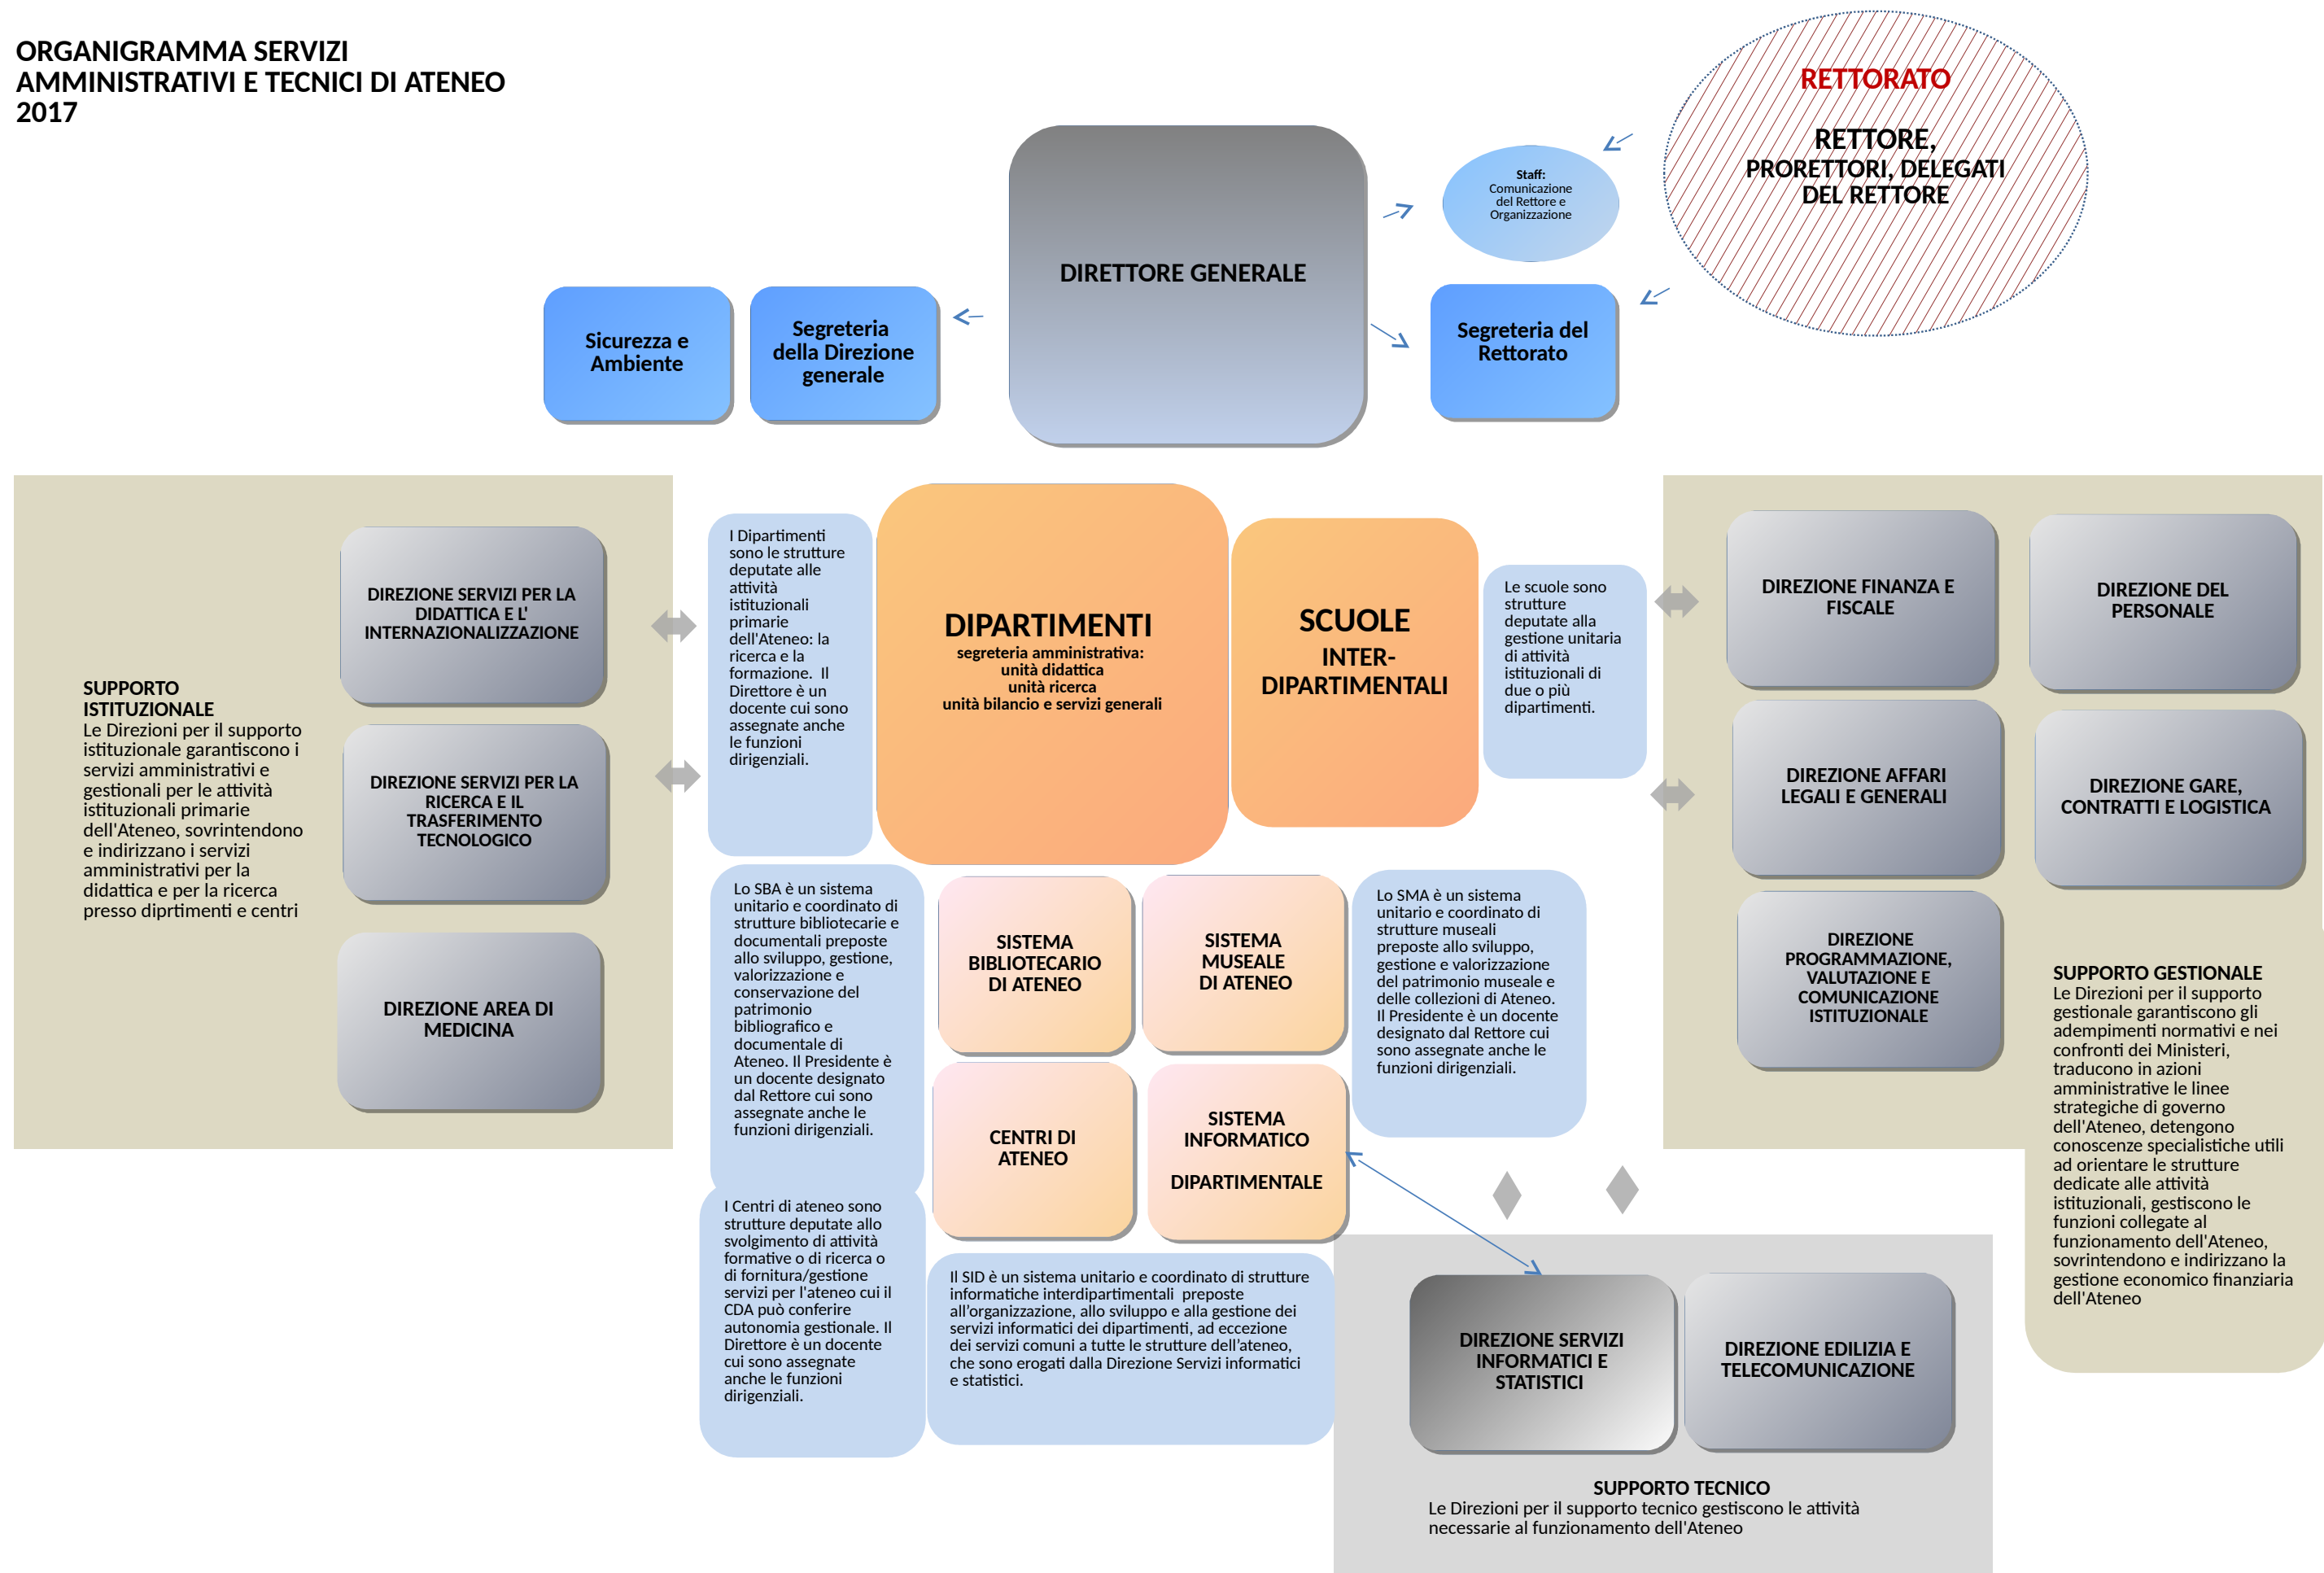 ORGANIGRAMMA SERVIZI
AMMINISTRATIVI E TECNICI DI ATENEO
2017
RETTORATO
RETTORE,
PRORETTORI, DELEGATI
DEL RETTORE
Staff:
Comunicazione
del Rettore e
Organizzazione
DIRETTORE GENERALE
Sicurezza e
Ambiente
Segreteria
della Direzione
generale
Segreteria del
Rettorato
SUPPORTO
ISTITUZIONALE
Le Direzioni per il supporto
istituzionale garantiscono i
servizi amministrativi e
gestionali per le attività
istituzionali primarie
dell'Ateneo, sovrintendono
e indirizzano i servizi
amministrativi per la
didattica e per la ricerca
presso diprtimenti e centri
DIREZIONE SERVIZI PER LA
DIDATTICA E L'
INTERNAZIONALIZZAZIONE
DIREZIONE SERVIZI PER LA
RICERCA E IL
TRASFERIMENTO
TECNOLOGICO
DIREZIONE AREA DI
MEDICINA
I Dipartimenti
sono le strutture
deputate alle
attività
istituzionali
primarie
dell'Ateneo: la
ricerca e la
formazione. Il
Direttore è un
docente cui sono
assegnate anche
le funzioni
dirigenziali.
DIPARTIMENTI
segreteria amministrativa:
unità didattica
unità ricerca
unità bilancio e servizi generali
SCUOLE
INTER-
DIPARTIMENTALI
Le scuole sono
strutture
deputate alla
gestione unitaria
di attività
istituzionali di
due o più
dipartimenti.
DIREZIONE FINANZA E
FISCALE
DIREZIONE DEL
PERSONALE
DIREZIONE AFFARI
LEGALI E GENERALI
DIREZIONE GARE,
CONTRATTI E LOGISTICA
DIREZIONE
PROGRAMMAZIONE,
VALUTAZIONE E
COMUNICAZIONE
ISTITUZIONALE
SUPPORTO GESTIONALE
Le Direzioni per il supporto
gestionale garantiscono gli
adempimenti normativi e nei
confronti dei Ministeri,
traducono in azioni
amministrative le linee
strategiche di governo
dell'Ateneo, detengono
conoscenze specialistiche utili
ad orientare le strutture
dedicate alle attività
istituzionali, gestiscono le
funzioni collegate al
funzionamento dell'Ateneo,
sovrintendono e indirizzano la
gestione economico finanziaria
dell'Ateneo
Lo SBA è un sistema
unitario e coordinato di
strutture bibliotecarie e
documentali preposte
allo sviluppo, gestione,
valorizzazione e
conservazione del
patrimonio
bibliografico e
documentale di
Ateneo. Il Presidente è
un docente designato
dal Rettore cui sono
assegnate anche le
funzioni dirigenziali.
SISTEMA
BIBLIOTECARIO
DI ATENEO
SISTEMA
MUSEALE
DI ATENEO
Lo SMA è un sistema
unitario e coordinato di
strutture museali
preposte allo sviluppo,
gestione e valorizzazione
del patrimonio museale e
delle collezioni di Ateneo.
Il Presidente è un docente
designato dal Rettore cui
sono assegnate anche le
funzioni dirigenziali.
CENTRI DI
ATENEO
SISTEMA
INFORMATICO
DIPARTIMENTALE
I Centri di ateneo sono
strutture deputate allo
svolgimento di attività
formative o di ricerca o
di fornitura/gestione
servizi per l'ateneo cui il
CDA può conferire
autonomia gestionale. Il
Direttore è un docente
cui sono assegnate
anche le funzioni
dirigenziali.
Il SID è un sistema unitario e coordinato di strutture
informatiche interdipartimentali preposte
all’organizzazione, allo sviluppo e alla gestione dei
servizi informatici dei dipartimenti, ad eccezione
dei servizi comuni a tutte le strutture dell’ateneo,
che sono erogati dalla Direzione Servizi informatici
e statistici.
DIREZIONE SERVIZI
INFORMATICI E
STATISTICI
DIREZIONE EDILIZIA E
TELECOMUNICAZIONE
SUPPORTO TECNICO
Le Direzioni per il supporto tecnico gestiscono le attività
necessarie al funzionamento dell'Ateneo